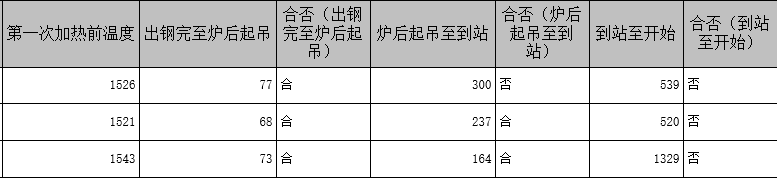 第一次加热前温度 出钢完至炉后起吊 合否（出钢完至炉后起吊） 炉后起吊至到站 合否（炉后起吊至到站） 到站至开始 合否（到站至开始）
1526 77 合 300 否 539 否
1521 68 合 237 合 520 否
1543 73 合 164 合 1329 否